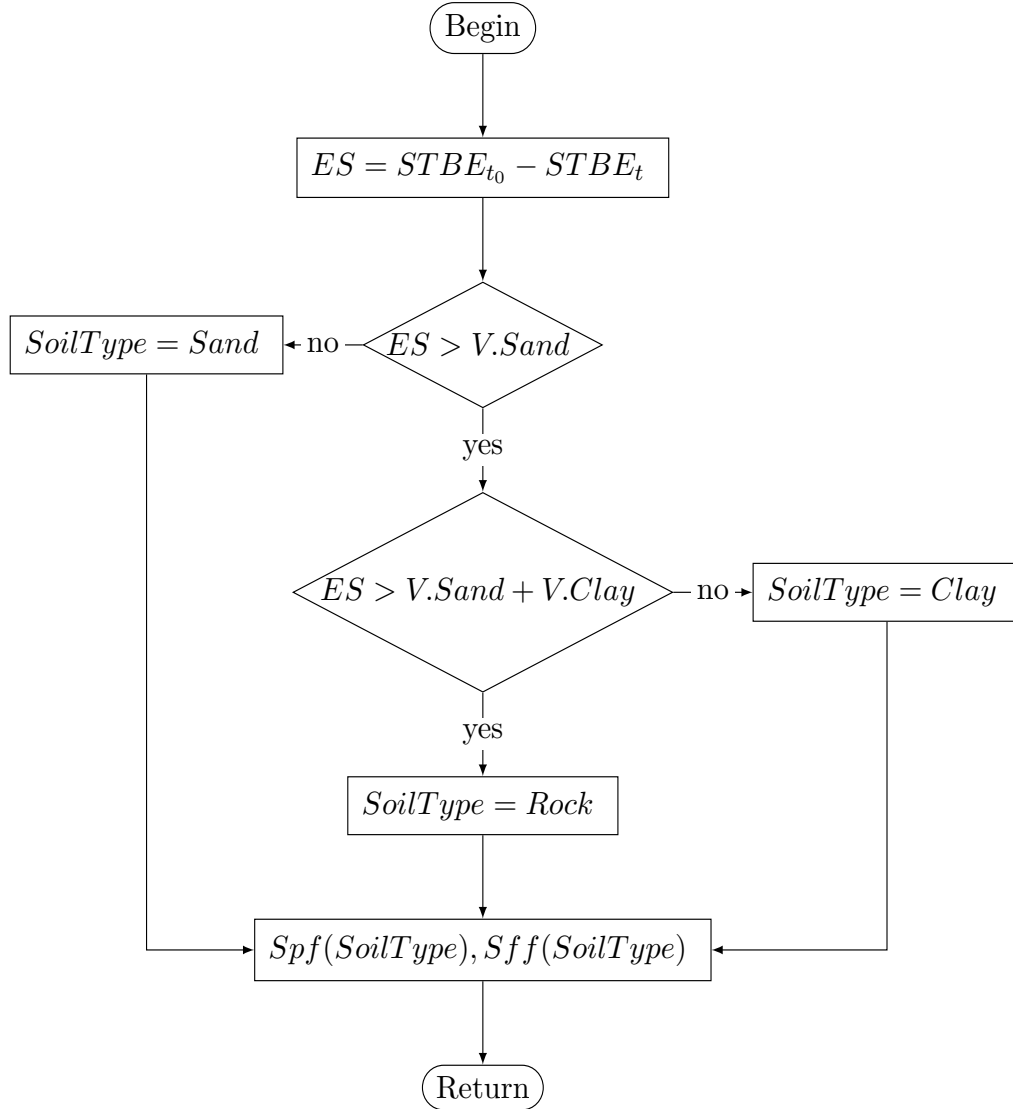 Begin
ES = STBE_{t_0} − STBE_t
ES > V.Sand
no
SoilType = Sand
yes
ES > V.Sand + V.Clay
no
SoilType = Clay
yes
SoilType = Rock
Spf(SoilType), Sff(SoilType)
Return